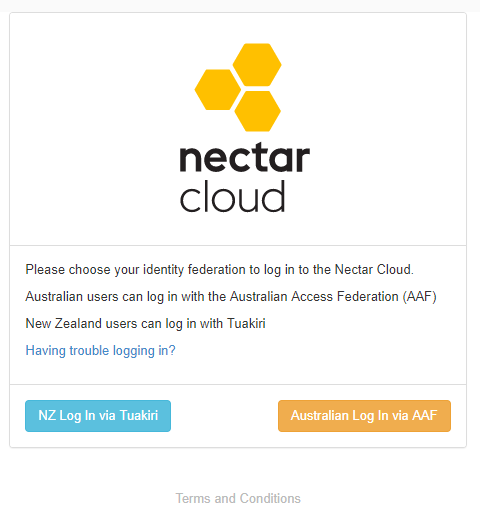 nectar
cloud
Please choose your identity federation to log in to the Nectar Cloud.
Australian users can log in with the Australian Access Federation (AAF)
New Zealand users can log in with Tuakiri
Having trouble logging in?
NZ Log In via Tuakiri
Australian Log In via AAF
Terms and Conditions